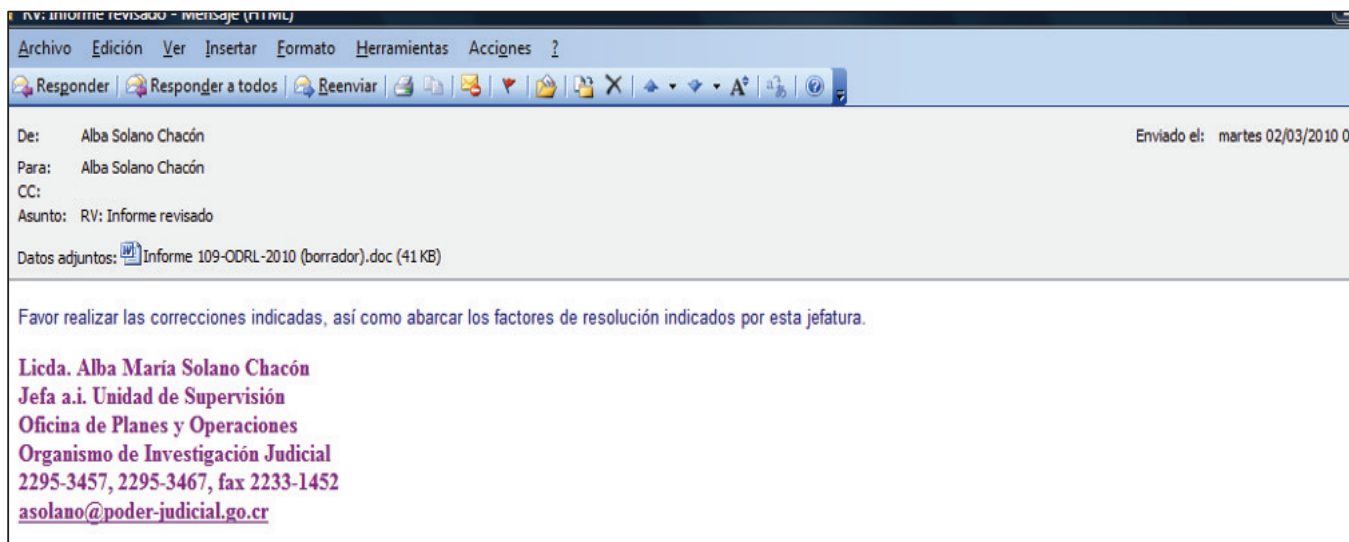 RV: Informe revisado - Mensaje (HTML)
Archivo Edición Ver Insertar Formato Herramientas Acciones ?
Responder Responder a todos Reenviar
De: Alba Solano Chacón
Enviado el: martes 02/03/2010 0
Para: Alba Solano Chacón
CC:
Asunto: RV: Informe revisado
Datos adjuntos: Informe 109-ODRL-2010 (borrador).doc (41 KB)
Favor realizar las correcciones indicadas, así como abarcar los factores de resolución indicados por esta jefatura.
Licda. Alba María Solano Chacón
Jefa a.i. Unidad de Supervisión
Oficina de Planes y Operaciones
Organismo de Investigación Judicial
2295-3457, 2295-3467, fax 2233-1452
asolano@poder-judicial.go.cr